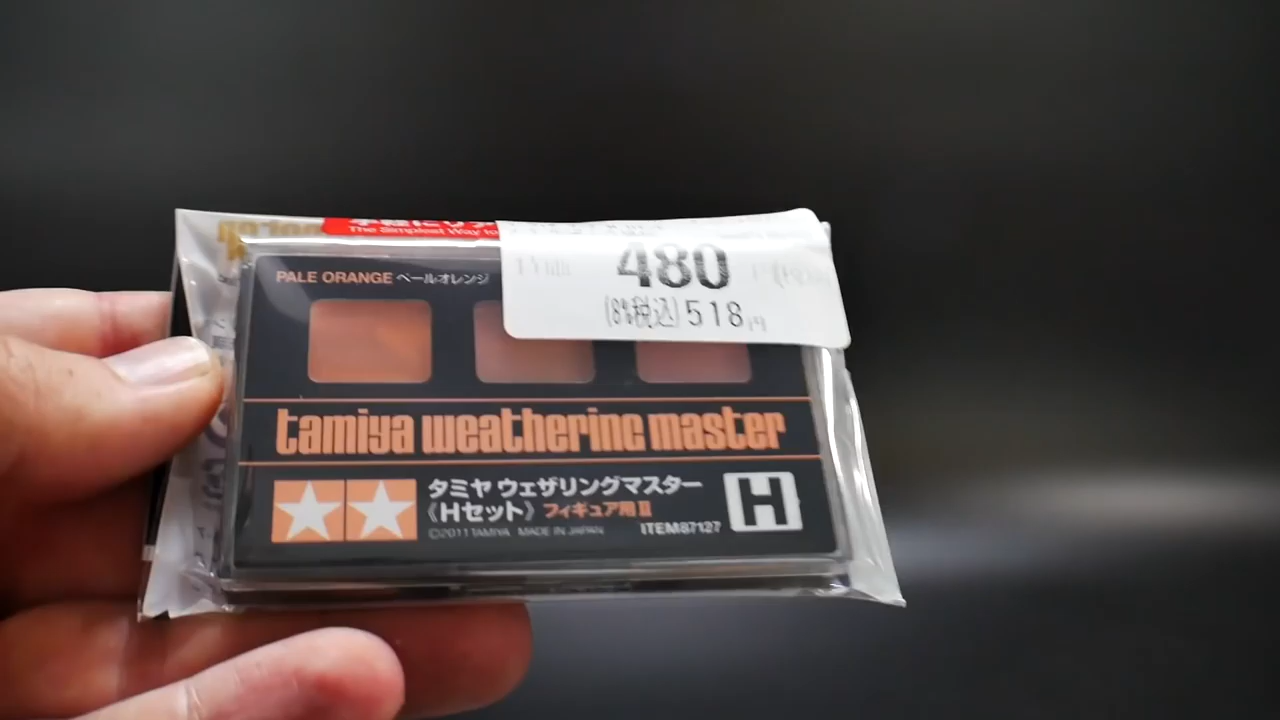 The Simplest Way to
480
(8%税込)518円
PALE ORANGE ペールオレンジ
tamiya weathering master
タミヤ ウェザリングマスター
《Hセット》フィギュア用Ⅱ
©2011 TAMIYA MADE IN JAPAN
ITEM87127
H